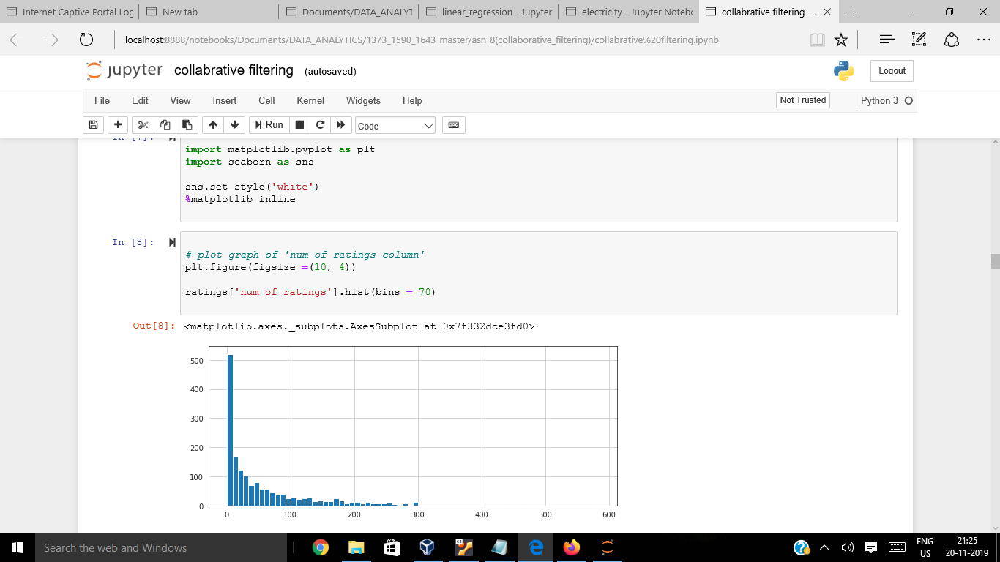 Internet Captive Portal Log
New tab
Documents/DATA_ANALYT
linear_regression - Jupyter
electricity - Jupyter Notebo
collabrative filtering - .
localhost:8888/notebooks/Documents/DATA_ANALYTICS/1373_1590_1643-master/asn-8(collaborative_filtering)/collabrative%20filtering.ipynb
jupyter collabrative filtering (autosaved)
Logout
File Edit View Insert Cell Kernel Widgets Help
Not Trusted
Python 3
Run
Code
In [7]:
import matplotlib.pyplot as plt
import seaborn as sns
sns.set_style('white')
%matplotlib inline
In [8]:
# plot graph of 'num of ratings column'
plt.figure(figsize =(10, 4))
ratings['num of ratings'].hist(bins = 70)
Out[8]: <matplotlib.axes._subplots.AxesSubplot at 0x7f332dce3fd0>
500
400
300
200
100
0
0 100 200 300 400 500 600
Search the web and Windows
64
ENG
US
21:25
20-11-2019